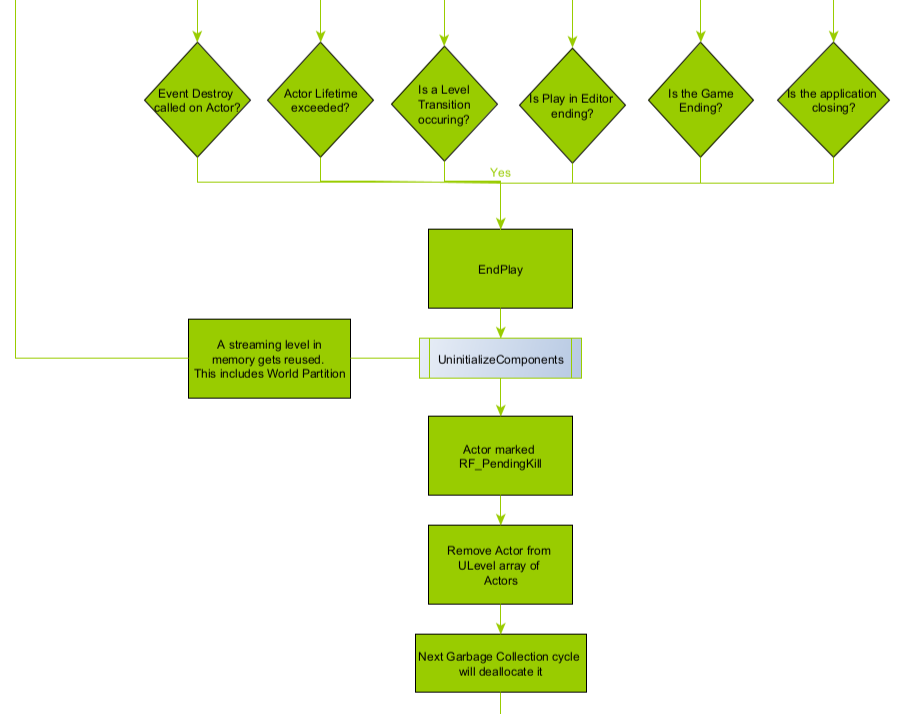 Event Destroy
called on Actor?
Actor Lifetime
exceeded?
Is a Level
Transition
occuring?
Is Play in Editor
ending?
Is the Game
Ending?
Is the application
closing?
Yes
EndPlay
A streaming level in
memory gets reused.
This includes World Partition
UninitializeComponents
Actor marked
RF_PendingKill
Remove Actor from
ULevel array of
Actors
Next Garbage Collection cycle
will deallocate it